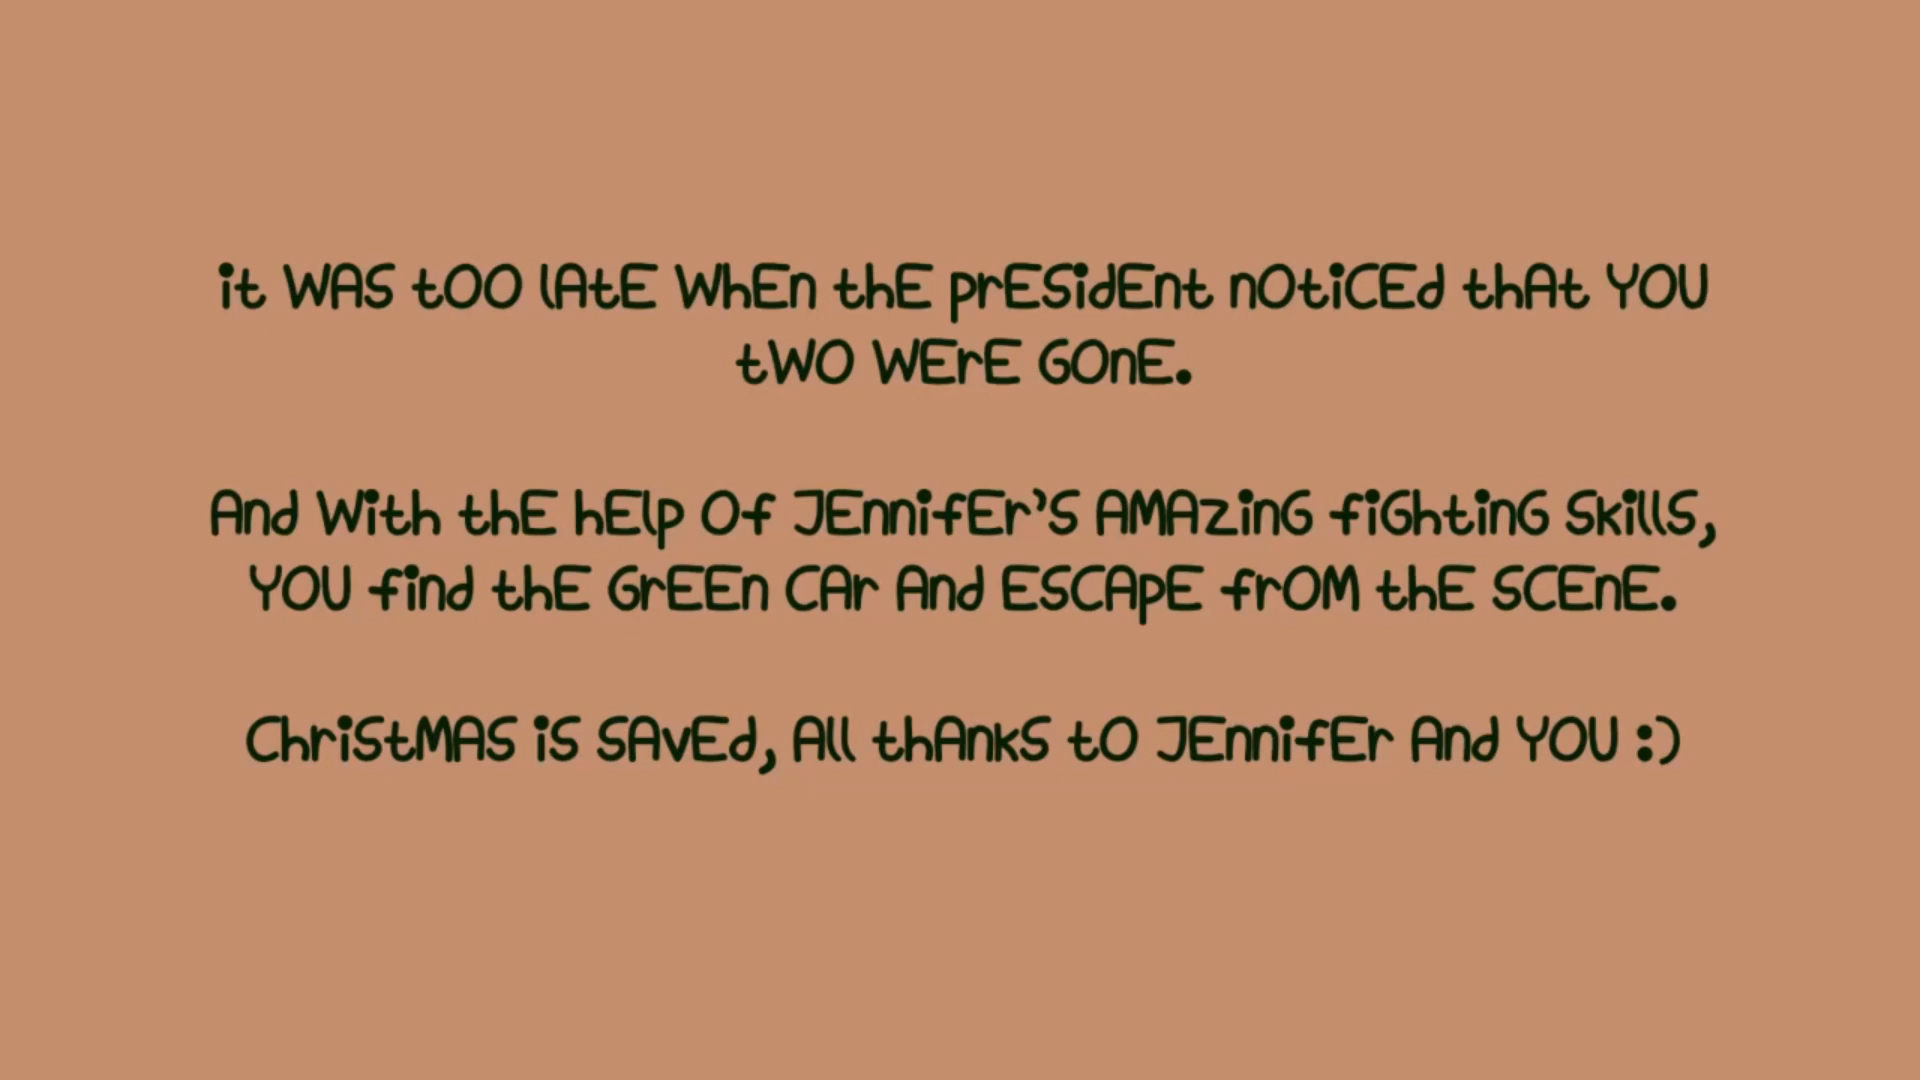 it WAS tOO lAtE WhEn thE prESidEnt nOtiCEd thAt YOU
tWO WErE GOnE.
And With thE hElp Of JEnnifEr'S AMAzinG fiGhtinG SkillS,
YOU find thE GrEEn CAr And ESCApE frOM thE SCEnE.
ChriStMAS iS SAvEd, All thAnkS tO JEnnifEr And YOU :)